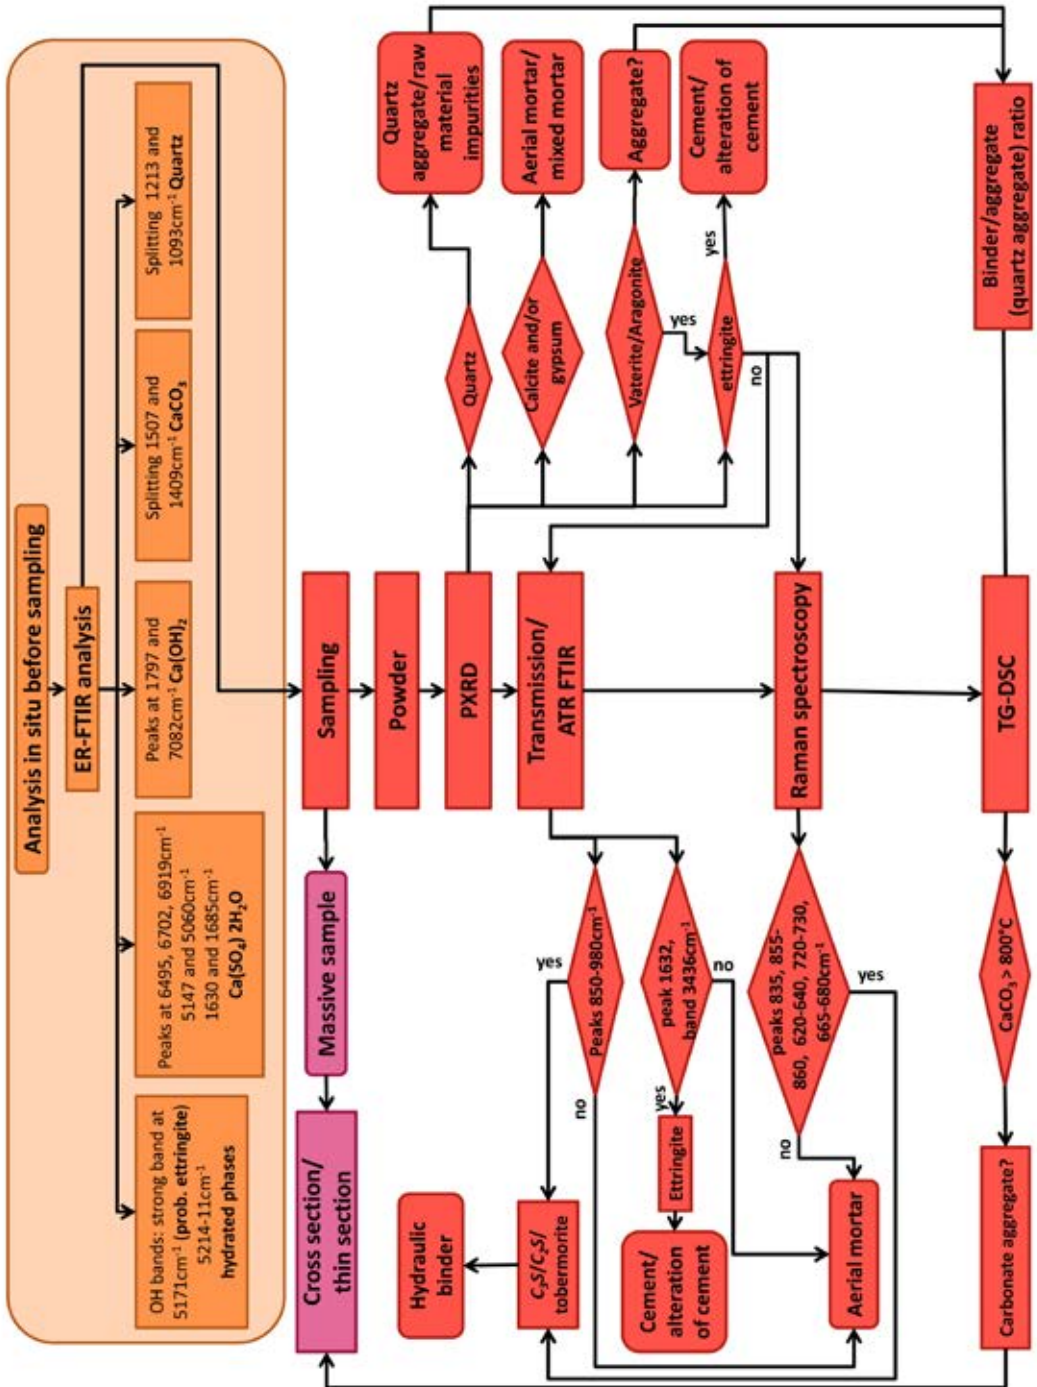 Analysis in situ before sampling
ER-FTIR analysis
OH bands: strong band at
5171cm⁻¹ (prob. ettringite)
5214-11cm⁻¹
hydrated phases
Peaks at 6495, 6702, 6919cm⁻¹
5147 and 5060cm⁻¹
1630 and 1685cm⁻¹
Ca(SO₄) 2H₂O
Peaks at 1797 and
7082cm⁻¹ Ca(OH)₂
Splitting 1507 and
1409cm⁻¹ CaCO₃
Splitting 1213 and
1093cm⁻¹ Quartz
Cross section/
thin section
Massive sample
Sampling
Powder
PXRD
Transmission/
ATR FTIR
Raman spectroscopy
TG-DSC
Quartz
Quartz
aggregate/raw
material
impurities
Calcite and/or
gypsum
Aerial mortar/
mixed mortar
Vaterite/Aragonite
Aggregate?
yes
ettringite
yes
no
Cement/
alteration of
cement
Binder/aggregate
(quartz aggregate) ratio
Peaks 850-980cm⁻¹
yes
no
C₃S/C₂S/
tobermorite
Hydraulic
binder
peak 1632,
band 3436cm⁻¹
yes
no
Ettringite
Cement/
alteration
of cement
peaks 835, 855-
860, 620-640, 720-730,
665-680cm⁻¹
yes
no
Aerial mortar
CaCO₃ > 800°C
Carbonate aggregate?